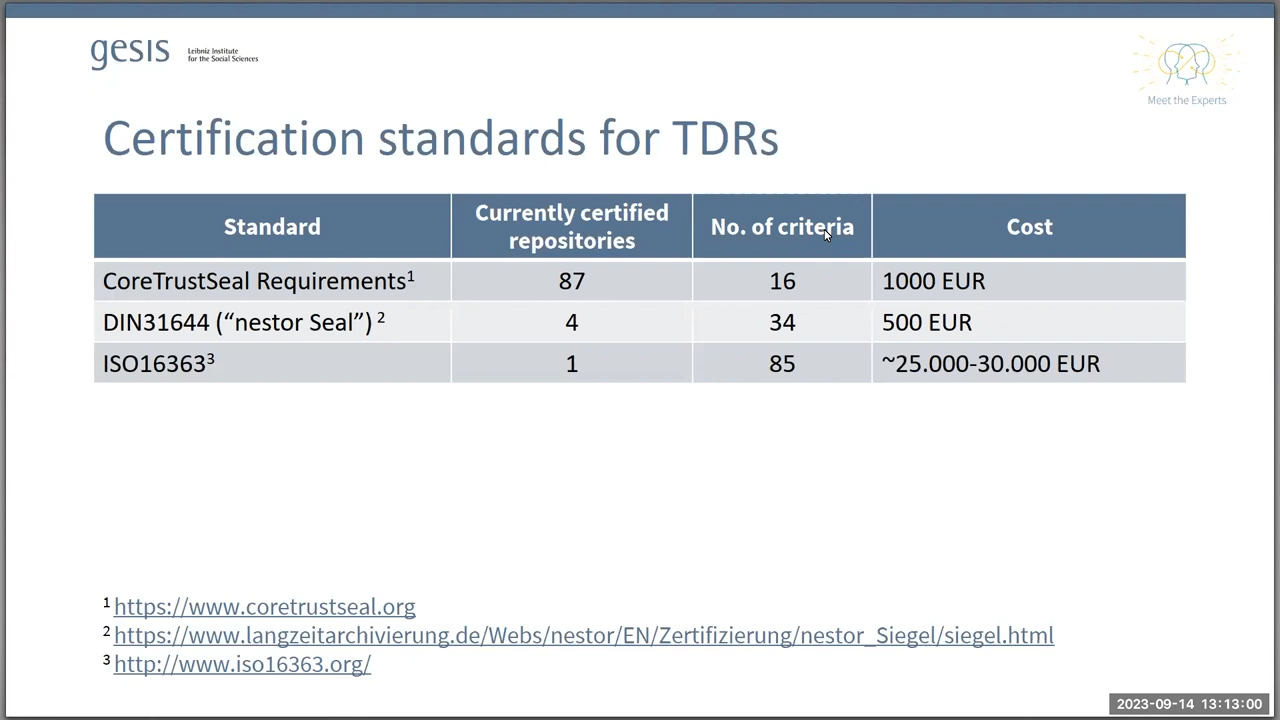 gesis
Leibniz Institute
for the Social Sciences
Meet the Experts
Certification standards for TDRs
Standard
Currently certified
repositories
No. of criteria
Cost
CoreTrustSeal Requirements¹ 87 16 1000 EUR
DIN31644 (“nestor Seal”) ² 4 34 500 EUR
ISO16363³ 1 85 ~25.000-30.000 EUR
¹ https://www.coretrustseal.org
² https://www.langzeitarchivierung.de/Webs/nestor/EN/Zertifizierung/nestor_Siegel/siegel.html
³ http://www.iso16363.org/
2023-09-14 13:13:00